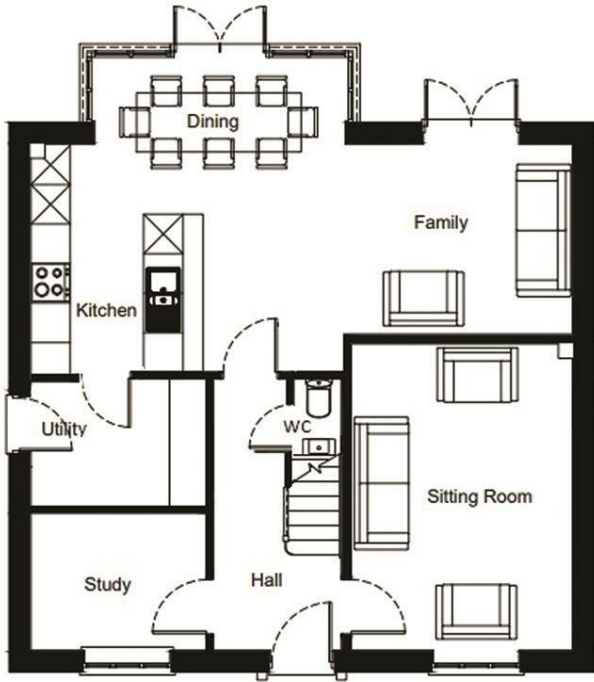 Dining
Family
Kitchen
Utility
WC
Sitting Room
Study
Hall